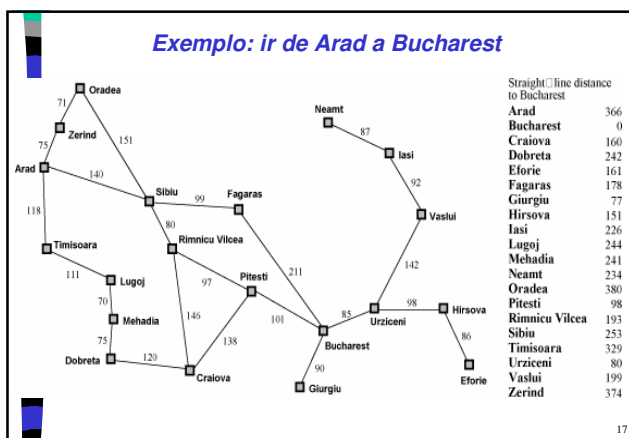 Exemplo: ir de Arad a Bucharest
Oradea
71
Zerind
75
151
Arad
140
Sibiu
99
Fagaras
118
80
Rimnicu Vilcea
Timisoara
111
Lugoj
70
Mehadia
75
Dobreta
120
Craiova
146
97
Pitesti
138
101
211
Bucharest
90
Giurgiu
85
Urziceni
98
Hirsova
86
Eforie
142
Vaslui
92
Iasi
87
Neamt
Straight□line distance
to Bucharest
Arad 366
Bucharest 0
Craiova 160
Dobreta 242
Eforie 161
Fagaras 178
Giurgiu 77
Hirsova 151
Iasi 226
Lugoj 244
Mehadia 241
Neamt 234
Oradea 380
Pitesti 98
Rimnicu Vilcea 193
Sibiu 253
Timisoara 329
Urziceni 80
Vaslui 199
Zerind 374
17